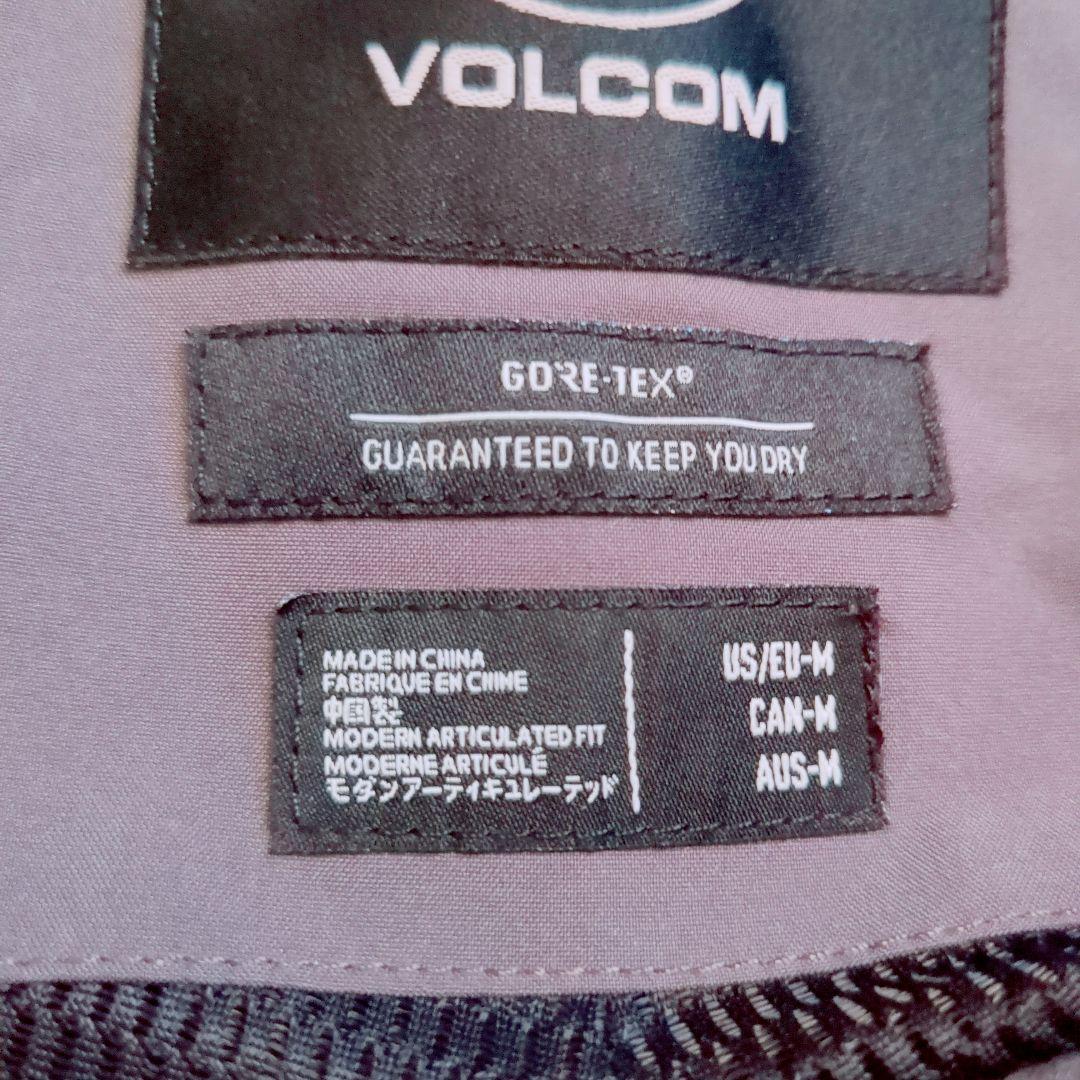 VOLCOM
GORE-TEX®
GUARANTEED TO KEEP YOU DRY
MADE IN CHINA
FABRIQUE EN CHINE
中国製
MODERN ARTICULATED FIT
MODERNE ARTICULÉ
モダンアーティキュレーテッド
US/EU-M
CAN-M
AUS-M